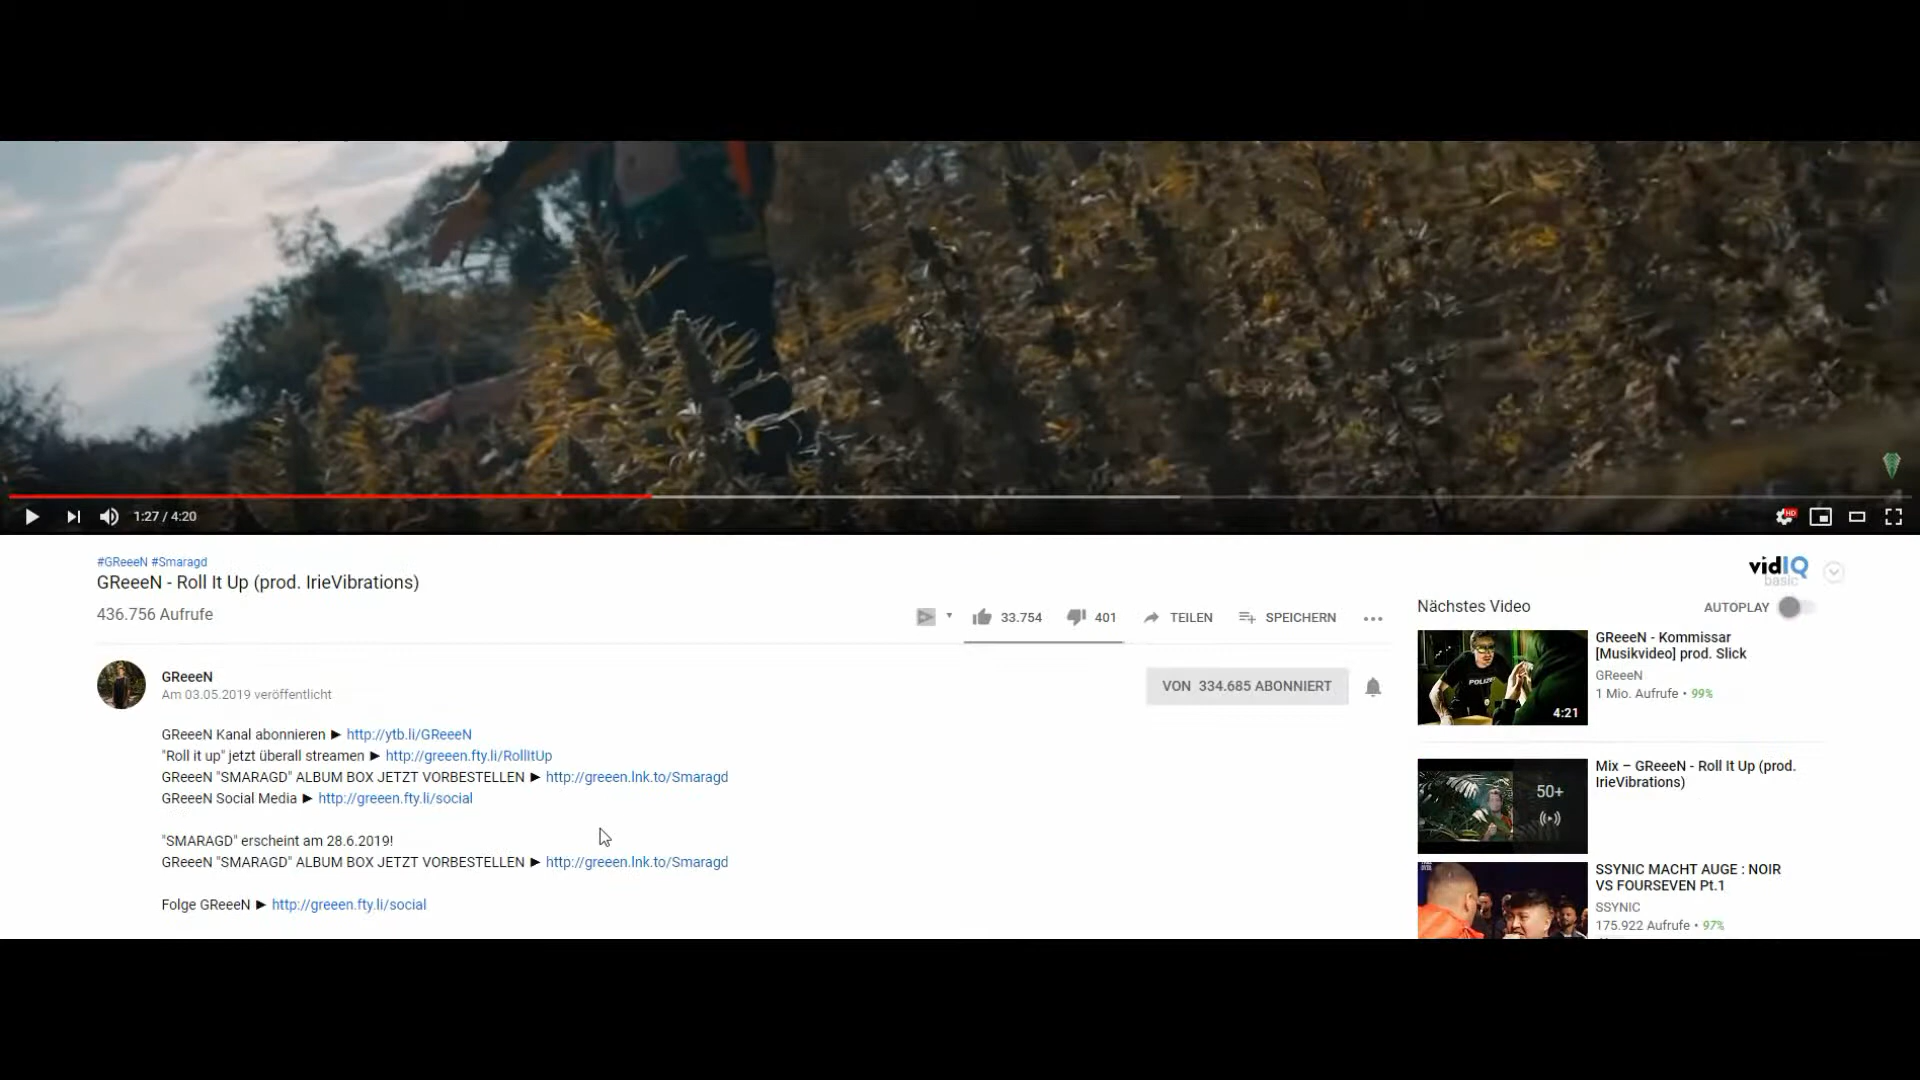 1:27 / 4:20
HD
#GReeeN #Smaragd
GReeeN - Roll It Up (prod. IrieVibrations)
436.756 Aufrufe
33.754
401
TEILEN
SPEICHERN
GReeeN
Am 03.05.2019 veröffentlicht
VON 334.685 ABONNIERT
GReeeN Kanal abonnieren ► http://ytb.li/GReeeN
"Roll it up" jetzt überall streamen ► http://greeen.fty.li/RollItUp
GReeeN "SMARAGD" ALBUM BOX JETZT VORBESTELLEN ► http://greeen.lnk.to/Smaragd
GReeeN Social Media ► http://greeen.fty.li/social
"SMARAGD" erscheint am 28.6.2019!
GReeeN "SMARAGD" ALBUM BOX JETZT VORBESTELLEN ► http://greeen.lnk.to/Smaragd
Folge GReeeN ► http://greeen.fty.li/social
vidIQ
basic
Nächstes Video
AUTOPLAY
POLIZEI
4:21
GReeeN - Kommissar
[Musikvideo] prod. Slick
GReeeN
1 Mio. Aufrufe • 99%
50+
Mix – GReeeN - Roll It Up (prod.
IrieVibrations)
SSYNIC MACHT AUGE : NOIR
VS FOURSEVEN Pt.1
SSYNIC
175.922 Aufrufe • 97%